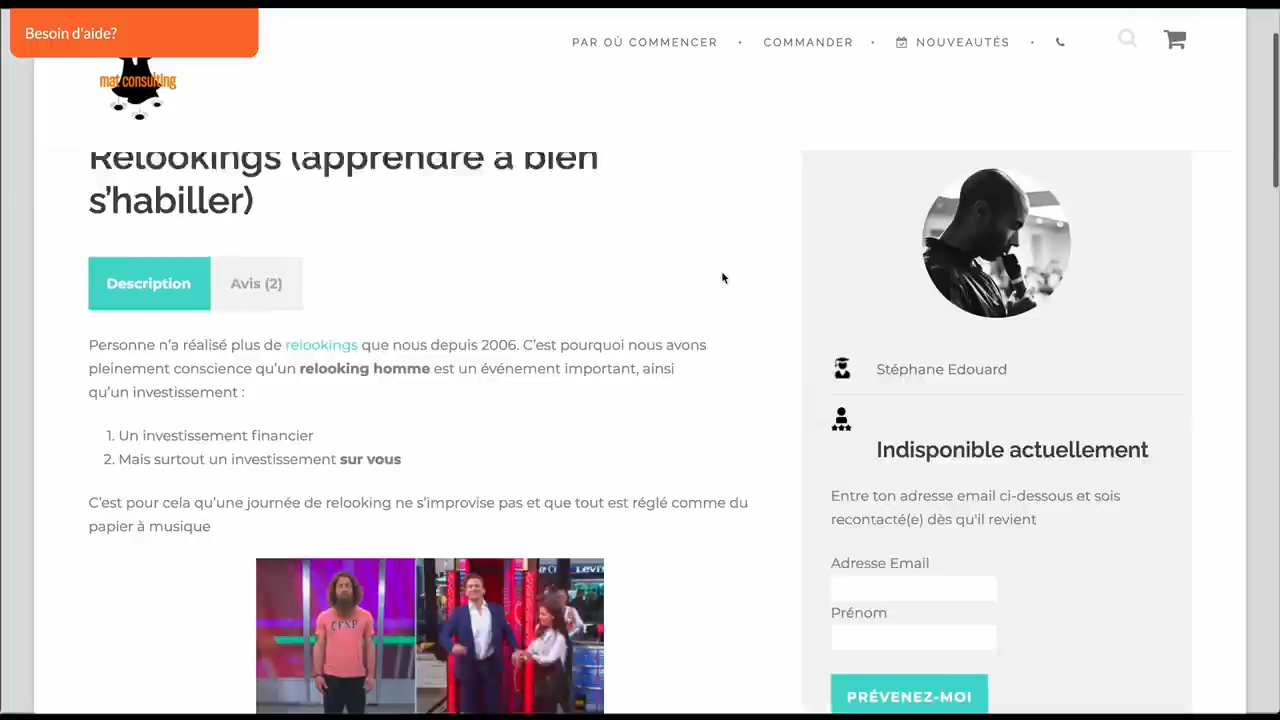 Besoin d'aide?
PAR OÙ COMMENCER • COMMANDER • NOUVEAUTÉS •
mat consulting
Relookings (apprendre à bien
s'habiller)
Description
Avis (2)
Personne n'a réalisé plus de relookings que nous depuis 2006. C'est pourquoi nous avons
pleinement conscience qu'un relooking homme est un événement important, ainsi
qu'un investissement :
1. Un investissement financier
2. Mais surtout un investissement sur vous
C'est pour cela qu'une journée de relooking ne s'improvise pas et que tout est réglé comme du
papier à musique
Stéphane Edouard
Indisponible actuellement
Entre ton adresse email ci-dessous et sois
recontacté(e) dès qu'il revient
Adresse Email
Prénom
PRÉVENEZ-MOI